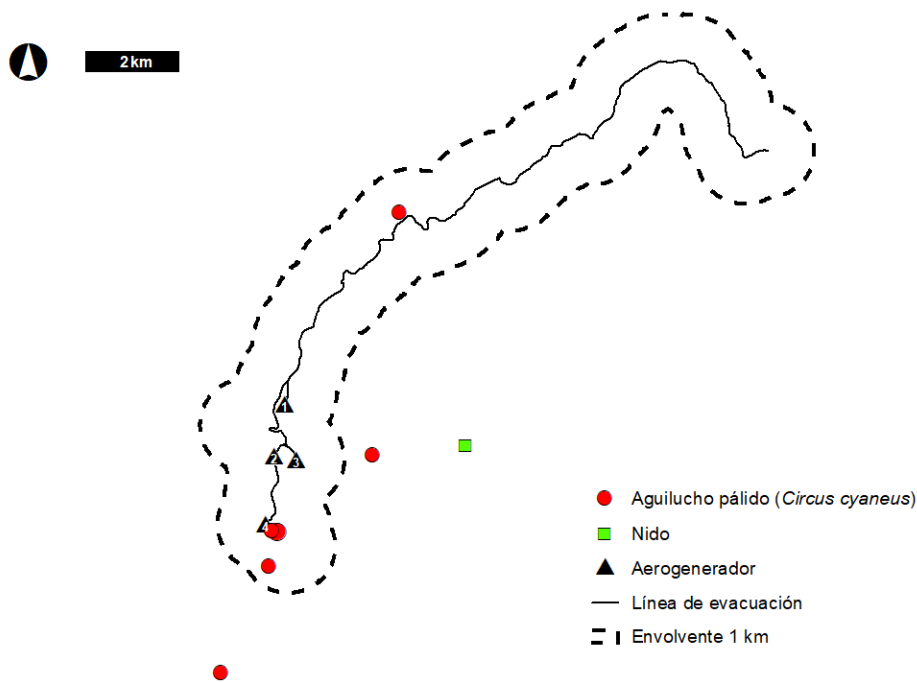 2 km
1
2
3
4
Aguilucho pálido (Circus cyaneus)
Nido
Aerogenerador
Línea de evacuación
Envolvente 1 km